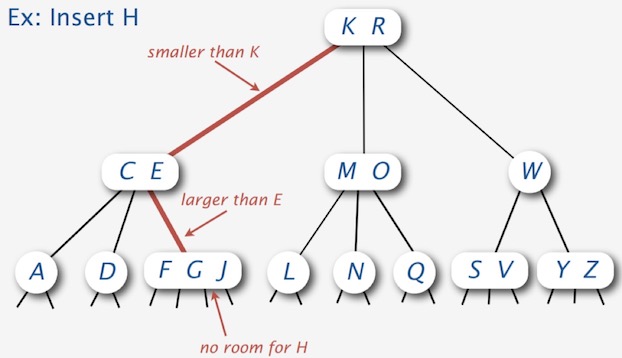 Ex: Insert H
K R
smaller than K
C E
M O
W
larger than E
A
D
F G J
L
N
Q
S V
Y Z
no room for H